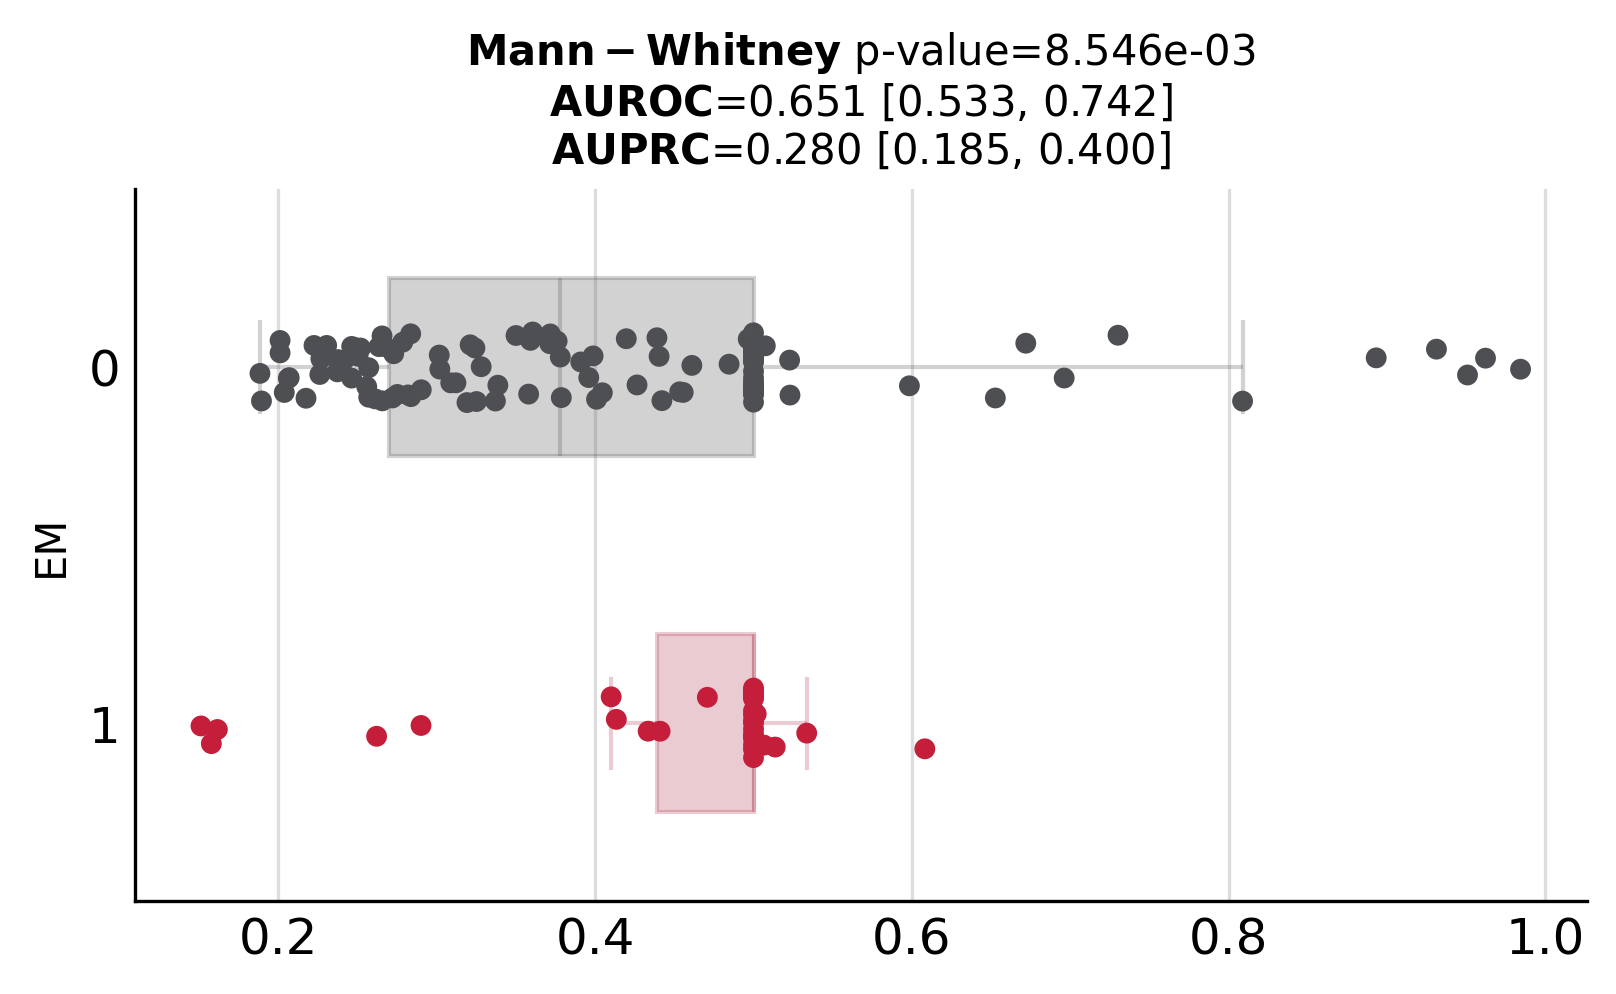 Mann − Whitney p-value=8.546e-03
AUROC=0.651 [0.533, 0.742]
AUPRC=0.280 [0.185, 0.400]
0
EM
1
0.2 0.4 0.6 0.8 1.0